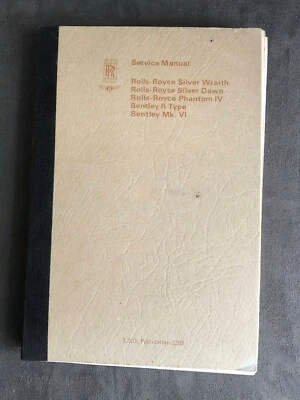 RR
Service Manual
Rolls-Royce Silver Wraith
Rolls-Royce Silver Dawn
Rolls-Royce Phantom IV
Bentley R Type
Bentley Mk. VI
Publication